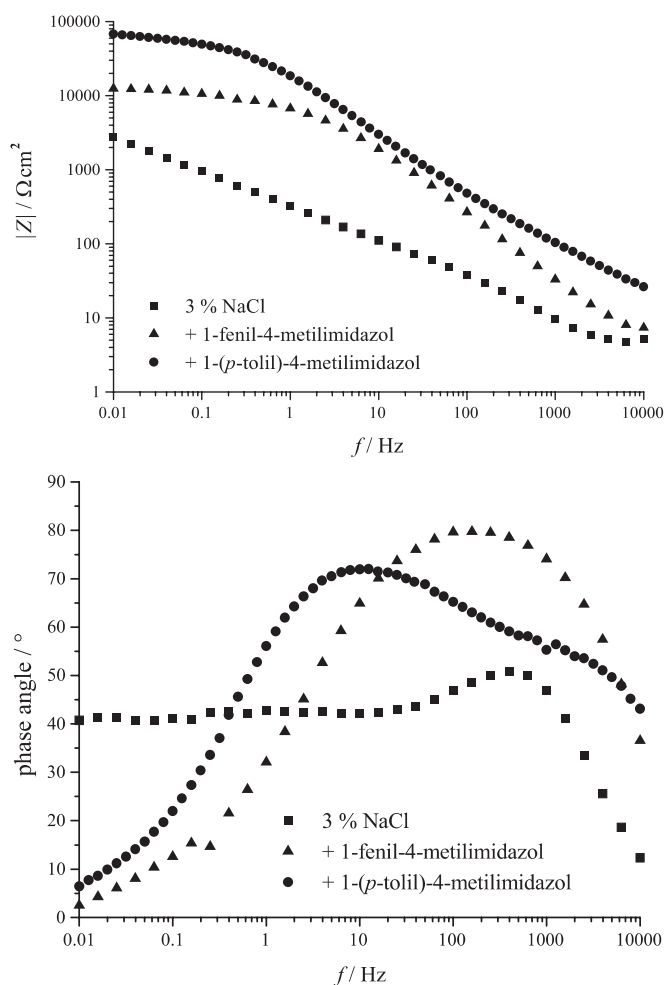 100000
10000
1000
100
10
1
|Z| / Ω cm²
■ 3 % NaCl
▲ + 1-fenil-4-metilimidazol
● + 1-(p-tolil)-4-metilimidazol
0.01 0.1 1 10 100 1000 10000
f / Hz
90
80
70
60
50
40
30
20
10
0
phase angle / °
■ 3 % NaCl
▲ + 1-fenil-4-metilimidazol
● + 1-(p-tolil)-4-metilimidazol
0.01 0.1 1 10 100 1000 10000
f / Hz